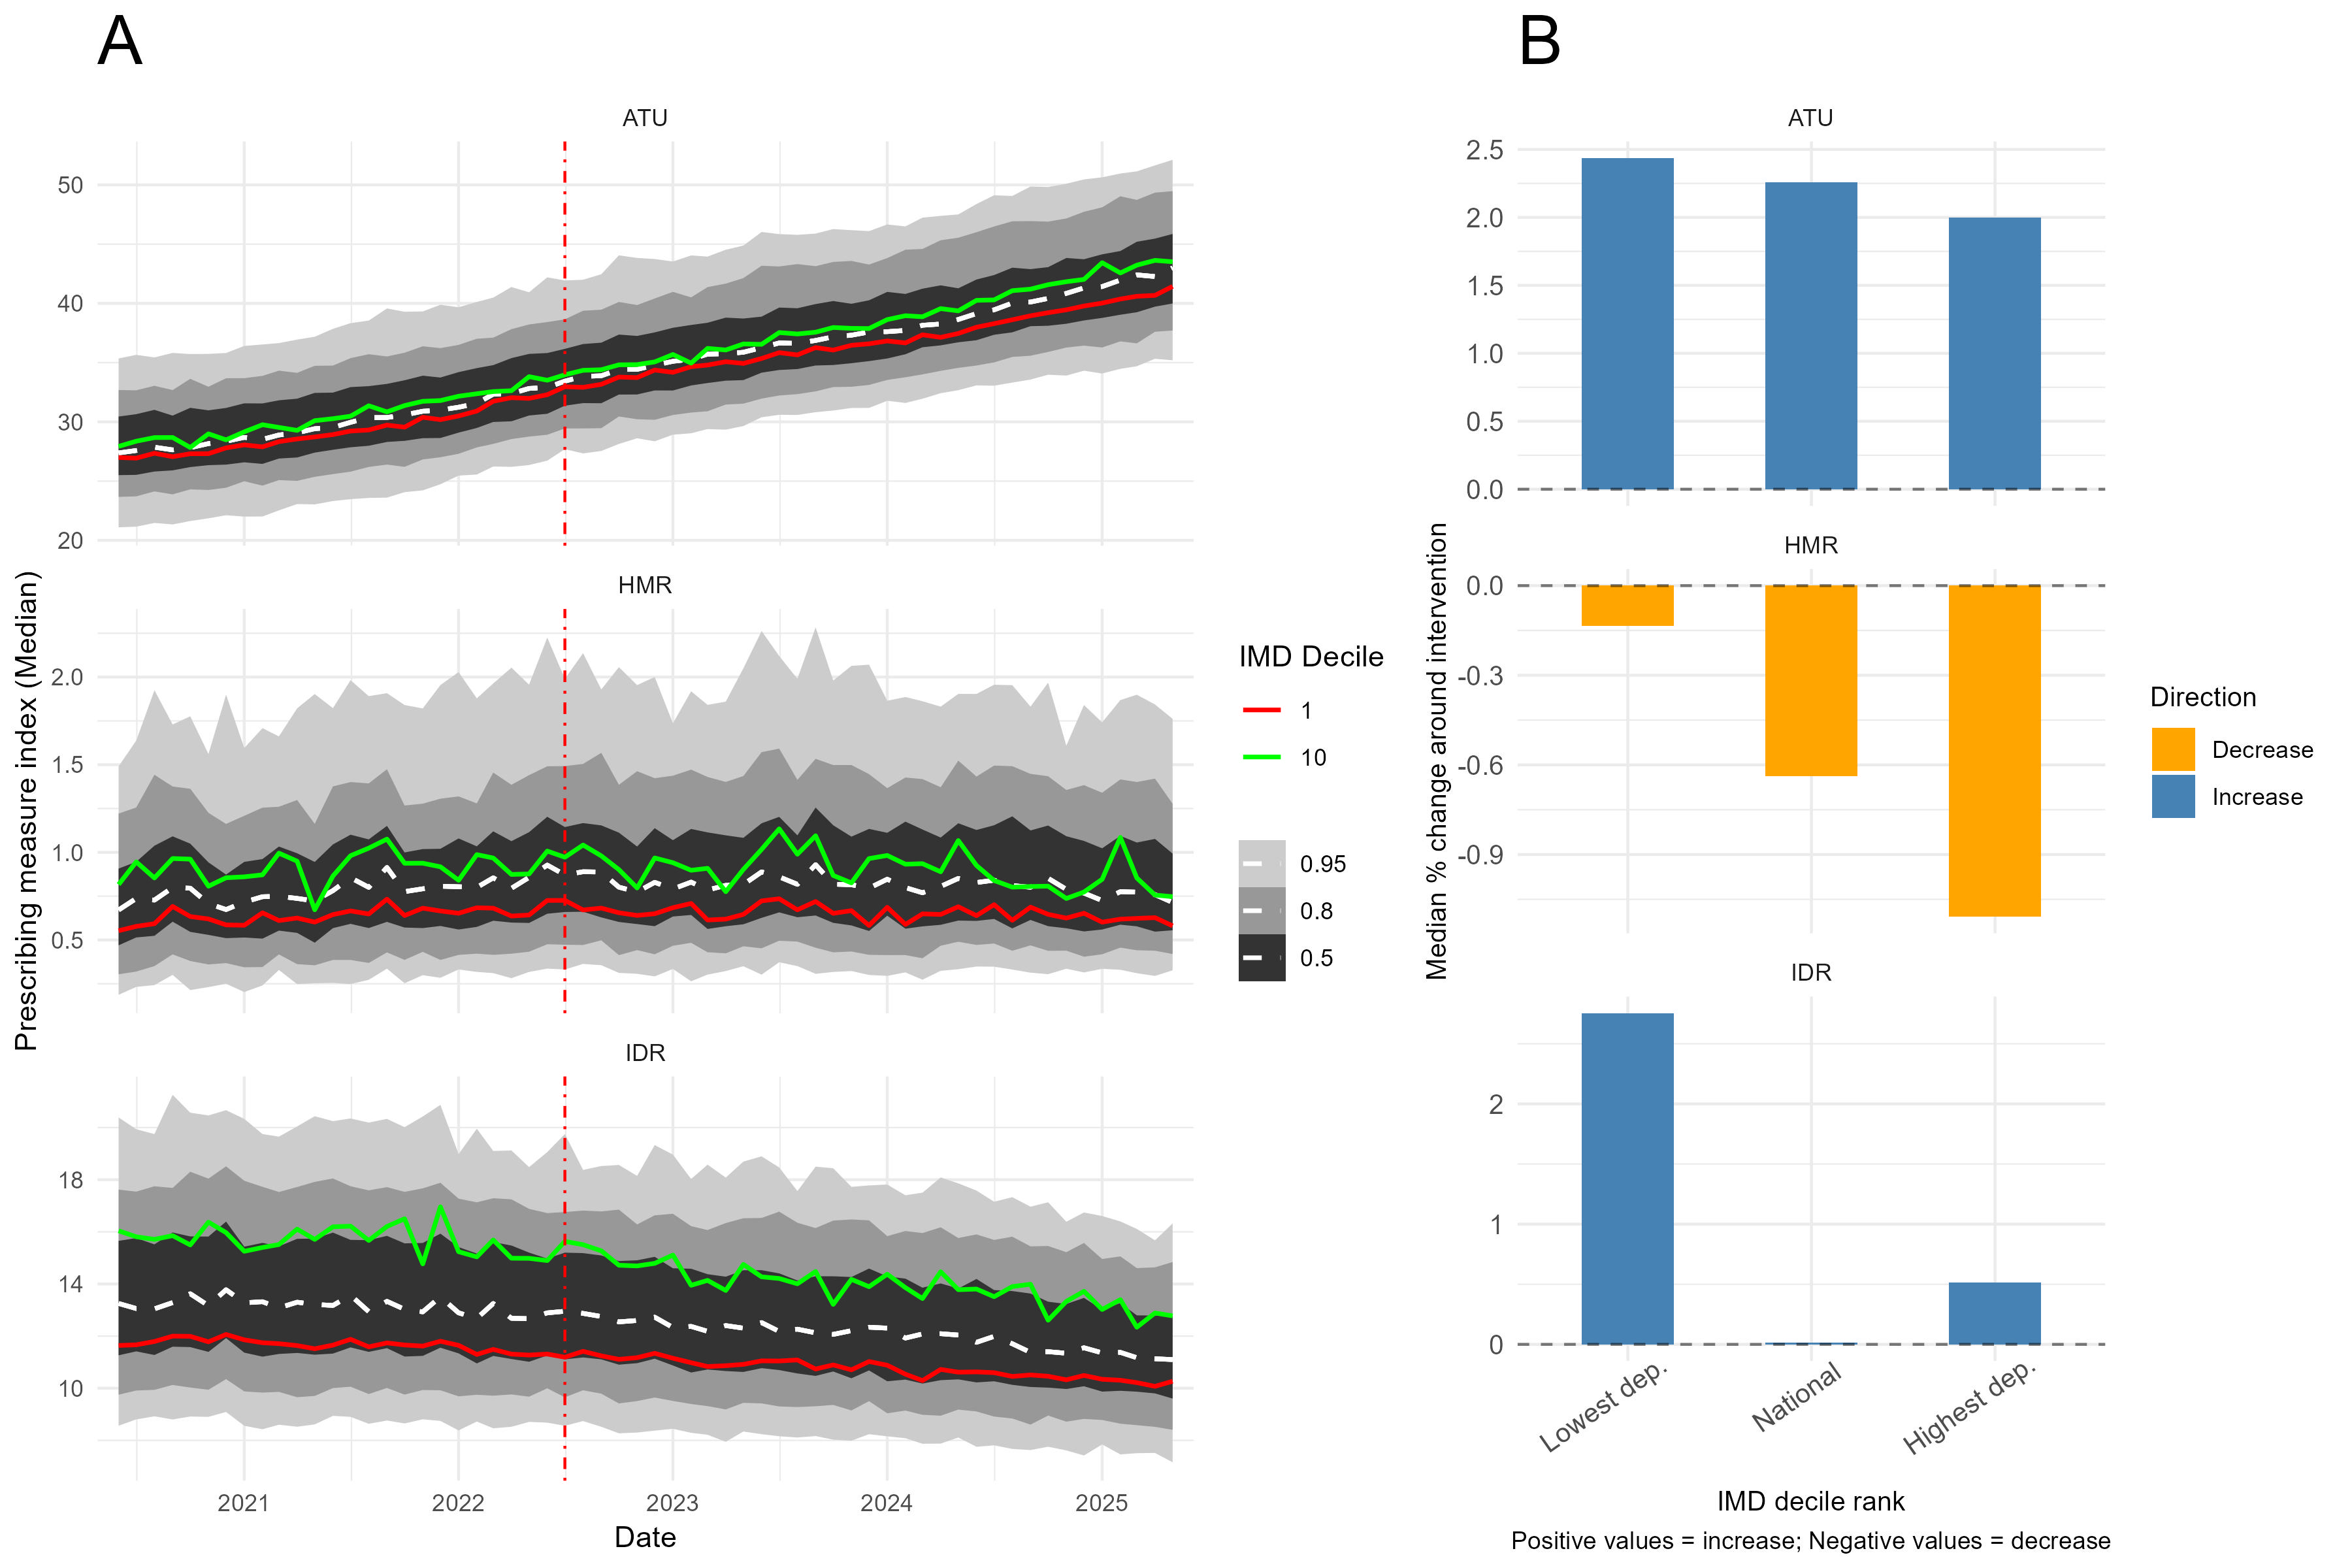 A
ATU
50
40
30
20
HMR
2.0
1.5
1.0
0.5
IDR
18
14
10
2021 2022 2023 2024 2025
Date
Prescribing measure index (Median)
IMD Decile
1
10
0.95
0.8
0.5
B
ATU
2.5
2.0
1.5
1.0
0.5
0.0
HMR
0.0
-0.3
-0.6
-0.9
IDR
2
1
0
Lowest dep. National Highest dep.
IMD decile rank
Positive values = increase; Negative values = decrease
Median % change around intervention
Direction
Decrease
Increase